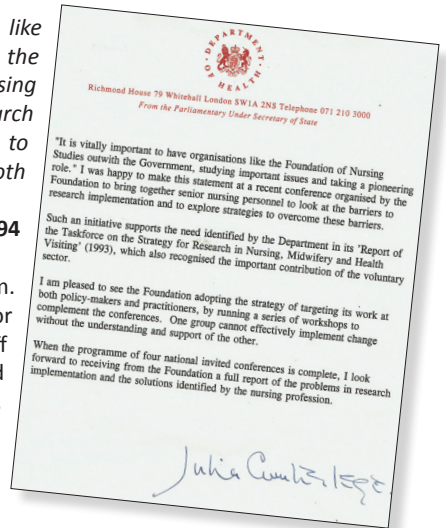 like
the
sing
arch
to
oth
94
m.
or
ff
d
DEPARTMENT OF HEALTH
Richmond House 79 Whitehall London SW1A 2NS Telephone 071 210 3000
From the Parliamentary Under Secretary of State
"It is vitally important to have organisations like the Foundation of Nursing
Studies outwith the Government, studying important issues and taking a pioneering
role." I was happy to make this statement at a recent conference organised by the
Foundation to bring together senior nursing personnel to look at the barriers to
research implementation and to explore strategies to overcome these barriers.
Such an initiative supports the need identified by the Department in its 'Report of
the Taskforce on the Strategy for Research in Nursing, Midwifery and Health
Visiting' (1993), which also recognised the important contribution of the voluntary
sector.
I am pleased to see the Foundation adopting the strategy of targeting its work at
both policy-makers and practitioners, by running a series of workshops to
complement the conferences. One group cannot effectively implement change
without the understanding and support of the other.
When the programme of four national invited conferences is complete, I look
forward to receiving from the Foundation a full report of the problems in research
implementation and the solutions identified by the nursing profession.
Julia Cumberlege